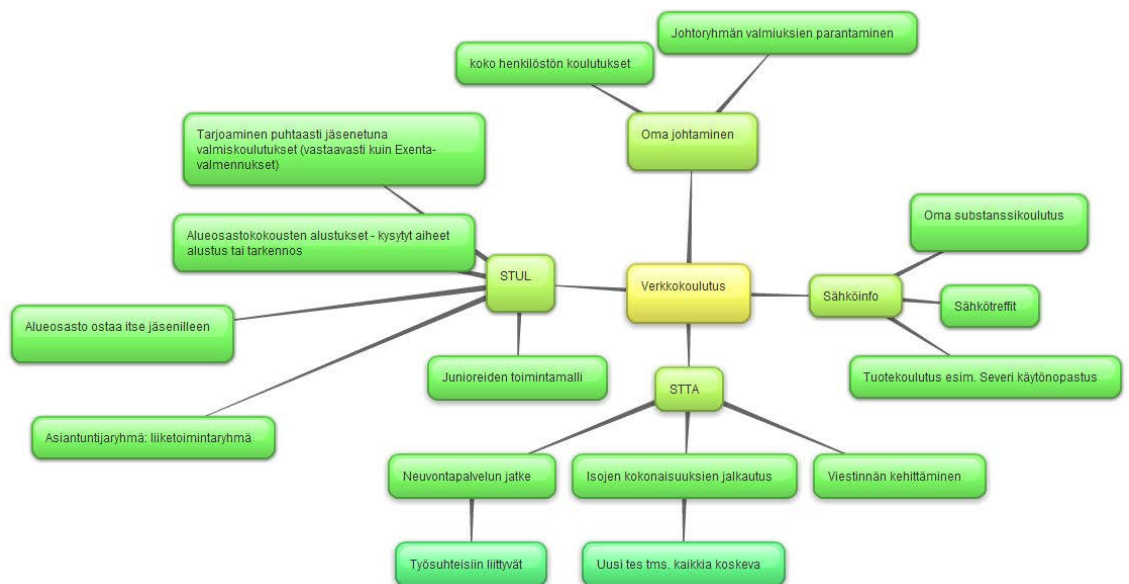 Johtoryhmän valmiuksien parantaminen
koko henkilöstön koulutukset
Oma johtaminen
Tarjoaminen puhtaasti jäsenetuna
valmiskoulutukset (vastaavasti kuin Exenta-
valmennukset)
Alueosastokokousten alustukset - kysytyt aiheet
alustus tai tarkennos
STUL
Verkkokoulutus
Oma substanssikoulutus
Sähköinfo
Sähkötreffit
Tuotekoulutus esim. Severi käytönopastus
Alueosasto ostaa itse jäsenilleen
Junioreiden toimintamalli
Asiantuntijaryhmä: liiketoimintaryhmä
STTA
Neuvontapalvelun jatke
Isojen kokonaisuuksien jalkautus
Viestinnän kehittäminen
Työsuhteisiin liittyvät
Uusi tes tms. kaikkia koskeva